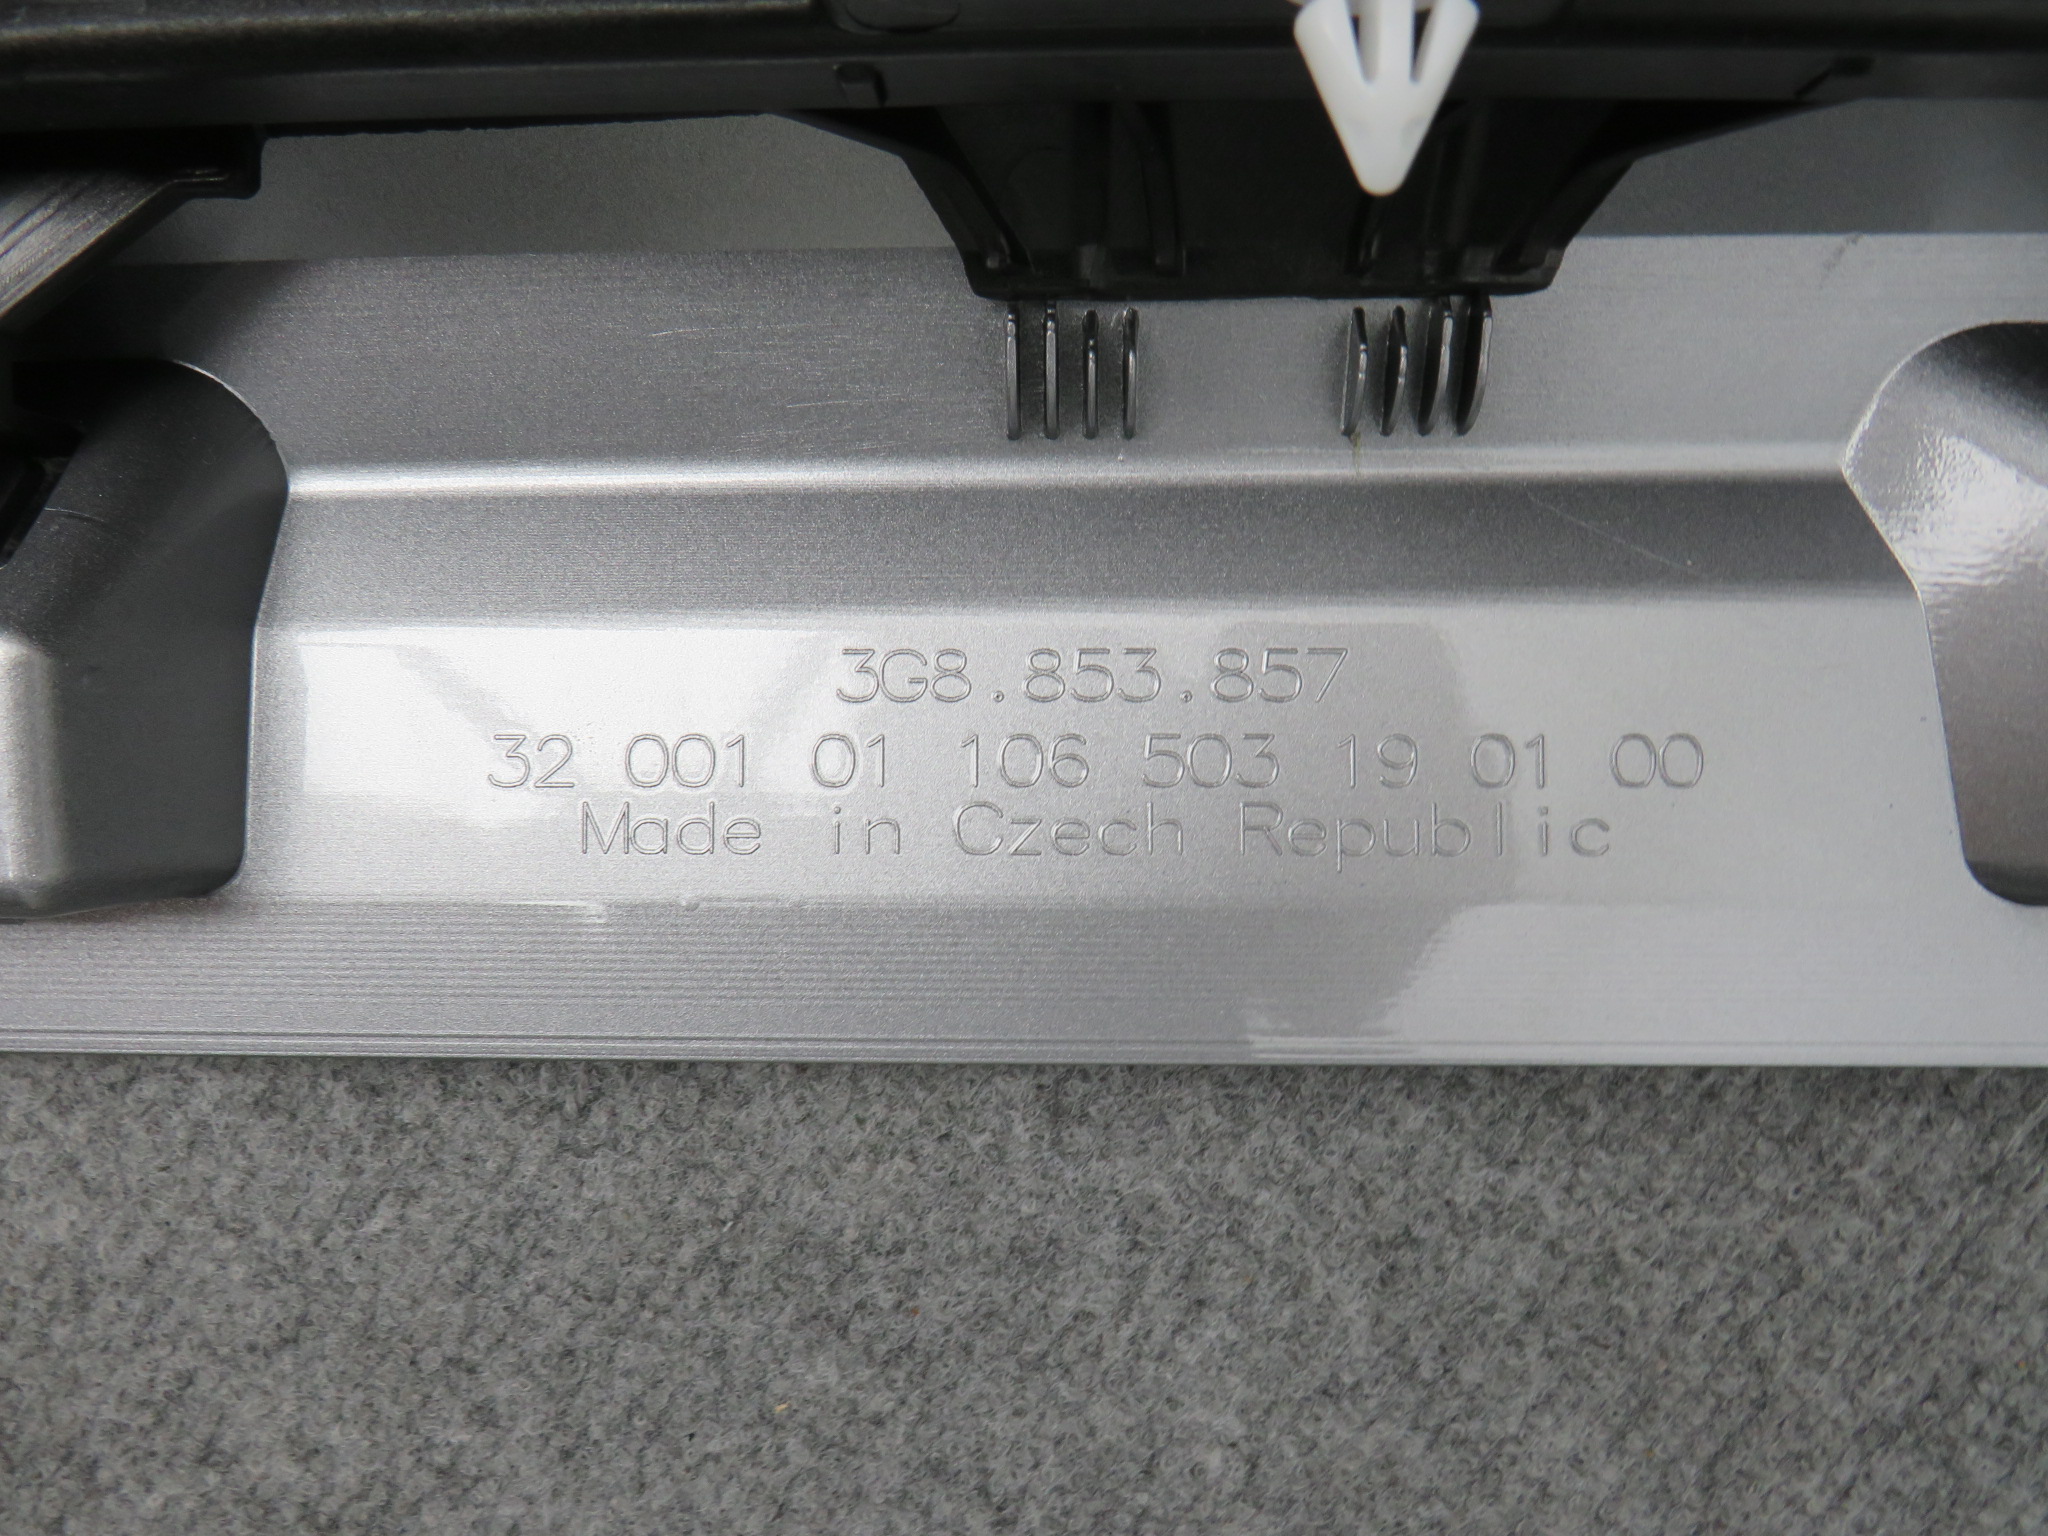 3G8.853.857
32 001 01 106 503 19 01 00
Made in Czech Republic